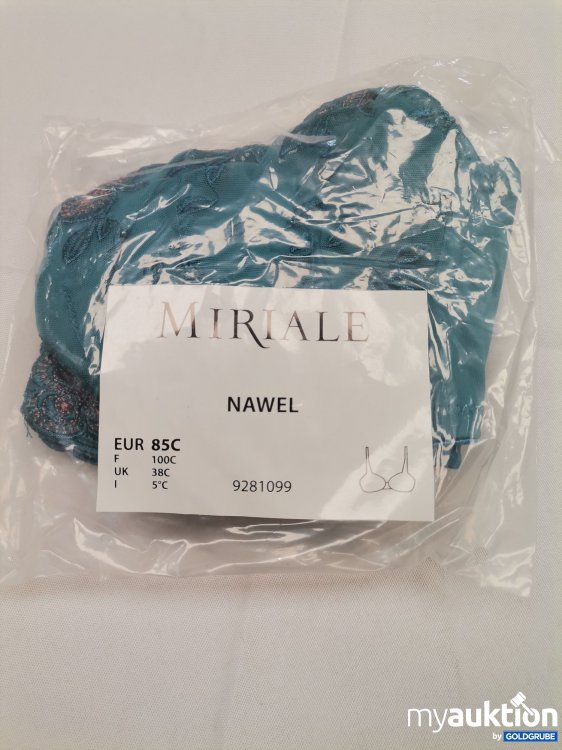 MIRIALE
NAWEL
EUR 85C
F 100C
UK 38C
I 5°C
9281099
myauktion
by GOLDGRUBE